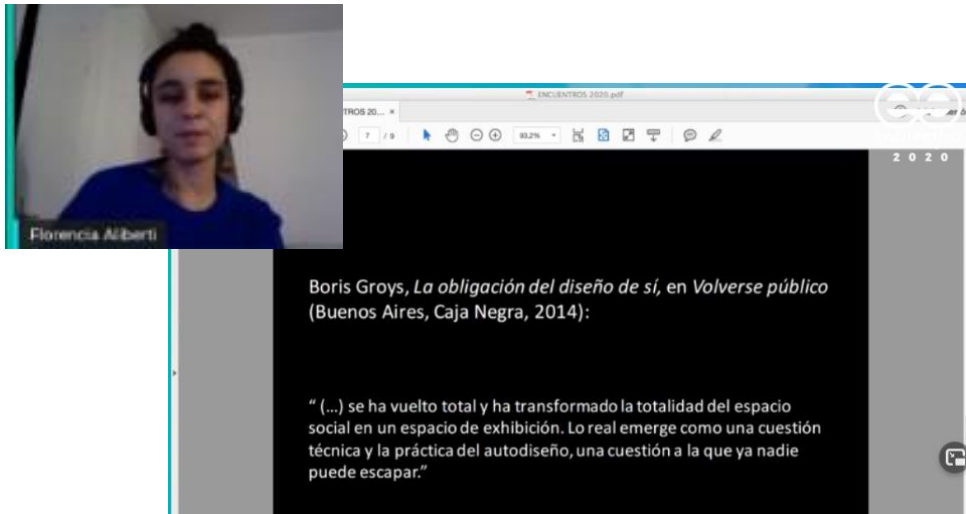 Florencia Aliberti
ENCUENTROS 2020.pdf
TROS 20... ×
7 / 9
93,2%
2020
Boris Groys, La obligación del diseño de sí, en Volverse público
(Buenos Aires, Caja Negra, 2014):
“ (...) se ha vuelto total y ha transformado la totalidad del espacio
social en un espacio de exhibición. Lo real emerge como una cuestión
técnica y la práctica del autodiseño, una cuestión a la que ya nadie
puede escapar.”